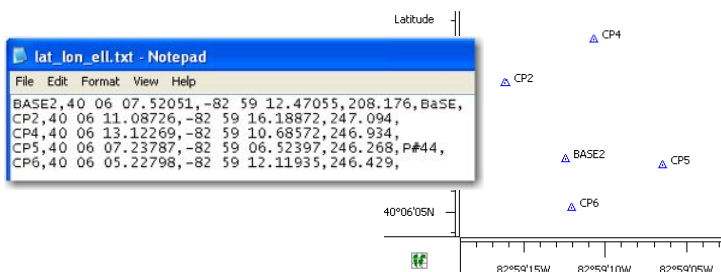 Latitude
CP4
lat_lon_ell.txt - Notepad
File Edit Format View Help
CP2
BASE2,40 06 07.52051,-82 59 12.47055,208.176,BaSE,
CP2,40 06 11.08726,-82 59 16.18872,247.094,
CP4,40 06 13.12269,-82 59 10.68572,246.934,
CP5,40 06 07.23787,-82 59 06.52397,246.268,P#44,
CP6,40 06 05.22798,-82 59 12.11935,246.429,
BASE2
CP5
CP6
40°06'05N
82°59'15W 82°59'10W 82°59'05W